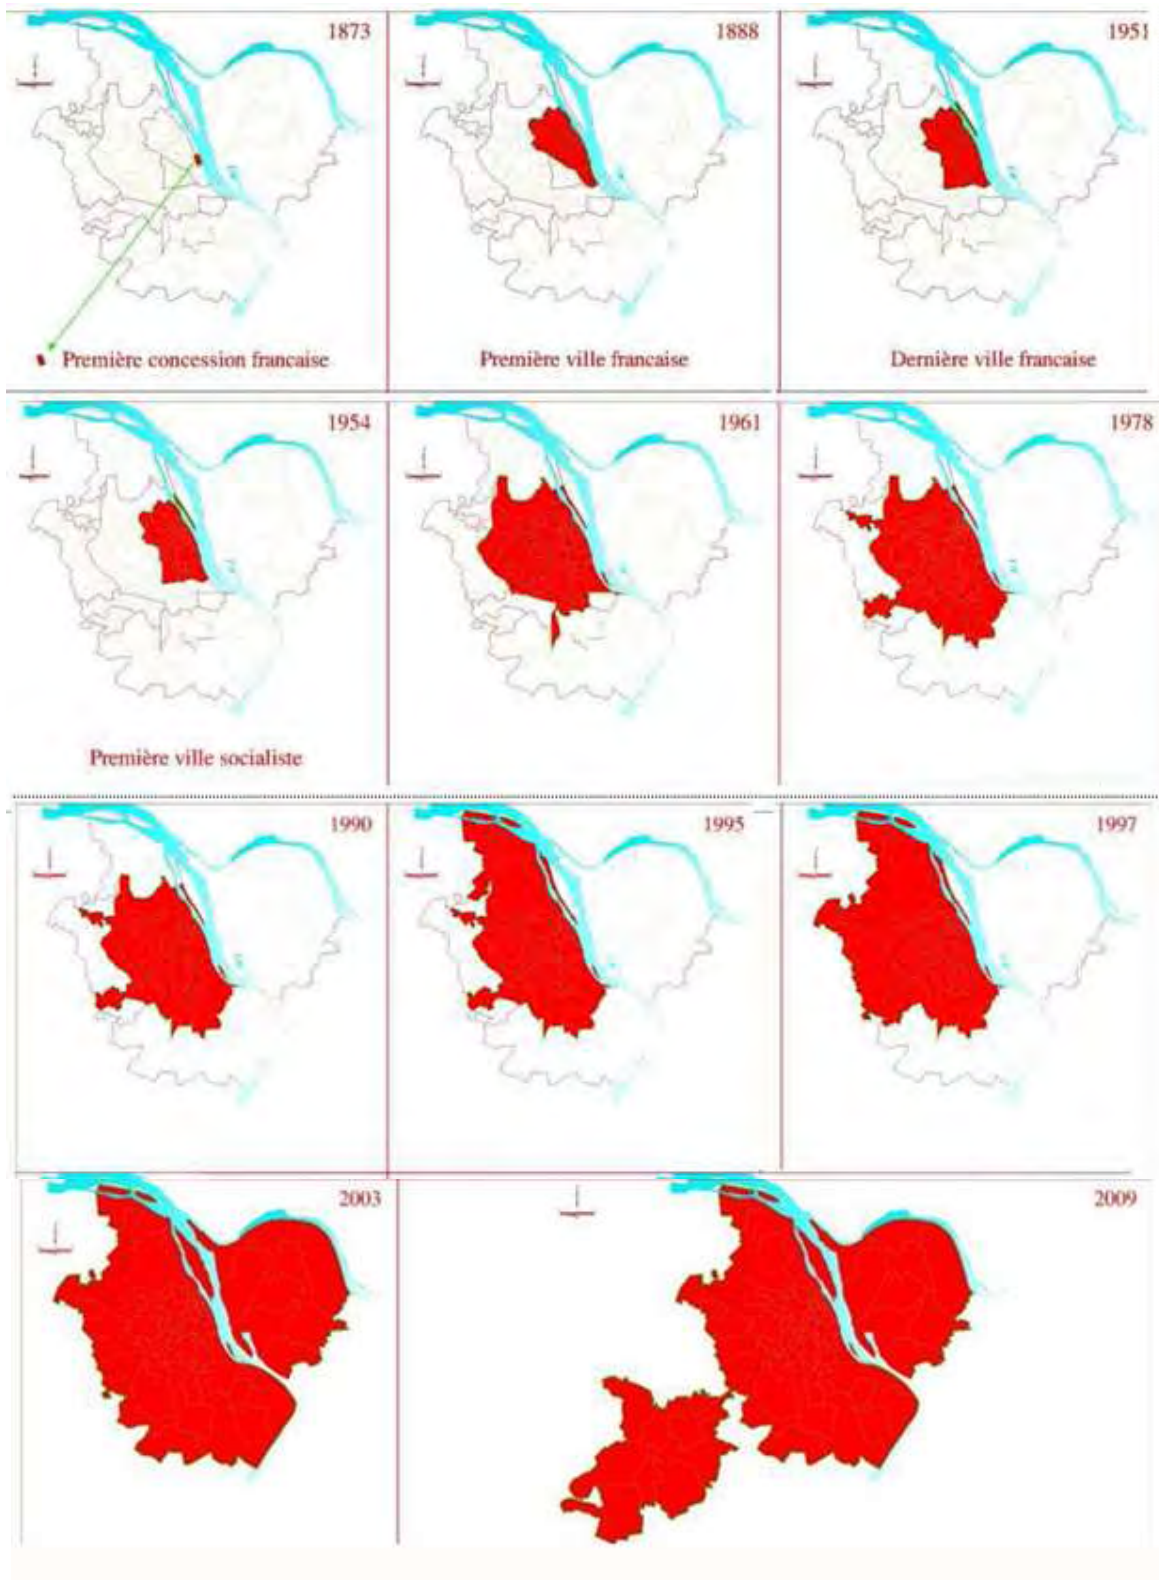 1873
1888
1951
Première concession francaise
Première ville francaise
Dernière ville francaise
1954
1961
1978
Première ville socialiste
1990
1995
1997
2003
2009